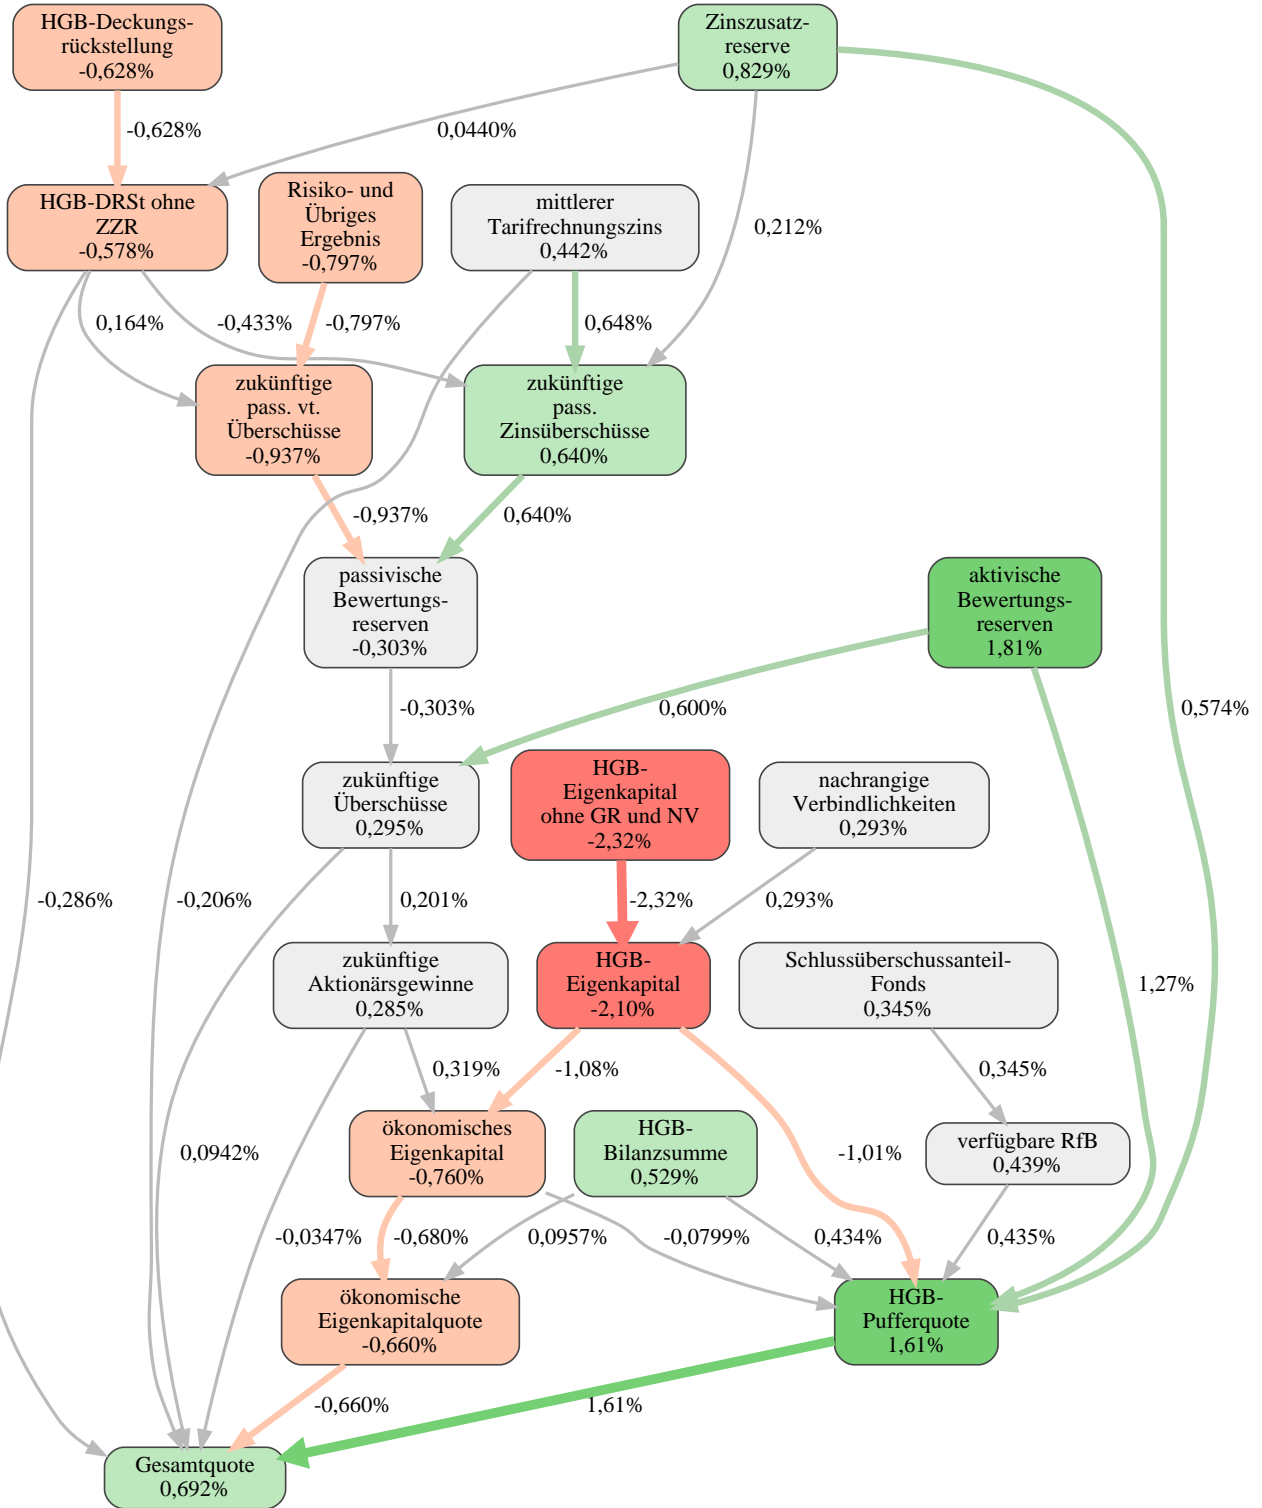 HGB-Deckungs-
rückstellung
-0,628%
Zinszusatz-
reserve
0,829%
-0,628%
0,0440%
HGB-DRSt ohne
ZZR
-0,578%
Risiko- und
Übriges
Ergebnis
-0,797%
mittlerer
Tarifrechnungszins
0,442%
0,212%
0,164%
-0,433%
-0,797%
0,648%
zukünftige
pass. vt.
Überschüsse
-0,937%
zukünftige
pass.
Zinsüberschüsse
0,640%
-0,937%
0,640%
passivische
Bewertungs-
reserven
-0,303%
aktivische
Bewertungs-
reserven
1,81%
-0,303%
0,600%
0,574%
zukünftige
Überschüsse
0,295%
HGB-
Eigenkapital
ohne GR und NV
-2,32%
nachrangige
Verbindlichkeiten
0,293%
-0,286%
-0,206%
0,201%
-2,32%
0,293%
zukünftige
Aktionärsgewinne
0,285%
HGB-
Eigenkapital
-2,10%
Schlussüberschussanteil-
Fonds
0,345%
1,27%
0,319%
-1,08%
0,345%
0,0942%
ökonomisches
Eigenkapital
-0,760%
HGB-
Bilanzsumme
0,529%
-1,01%
verfügbare RfB
0,439%
-0,0347%
-0,680%
0,0957%
-0,0799%
0,434%
0,435%
ökonomische
Eigenkapitalquote
-0,660%
HGB-
Pufferquote
1,61%
-0,660%
1,61%
Gesamtquote
0,692%